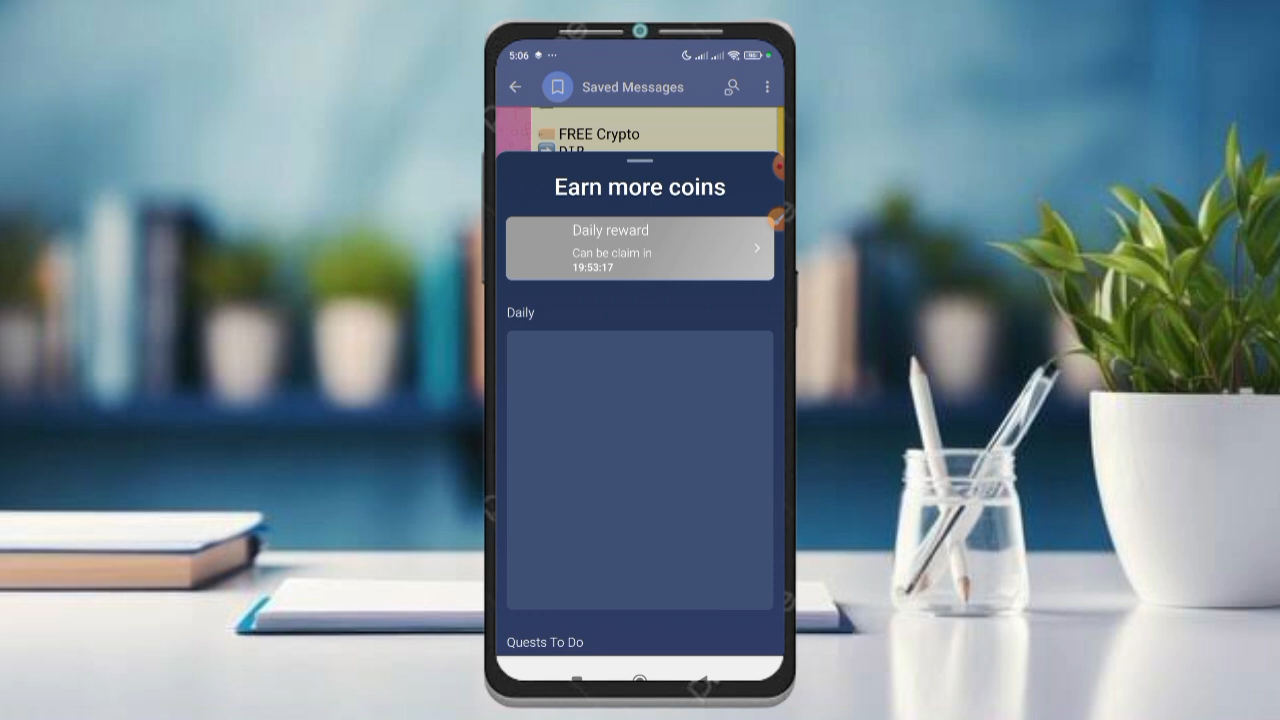 5:06
Saved Messages
FREE Crypto
Earn more coins
Daily reward
Can be claim in
19:53:17
Daily
Quests To Do